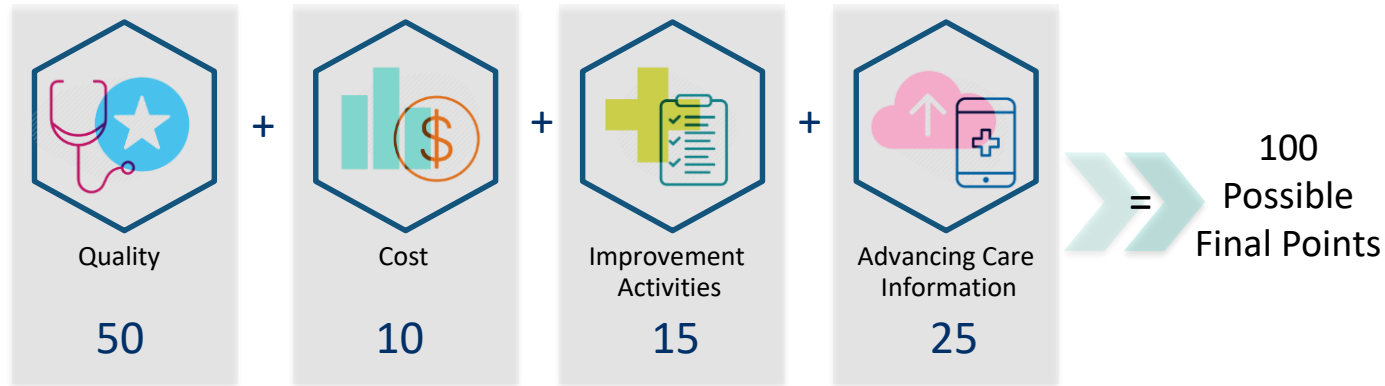 Quality
50
+
Cost
10
+
Improvement
Activities
15
+
Advancing Care
Information
25
=
100
Possible
Final Points
$